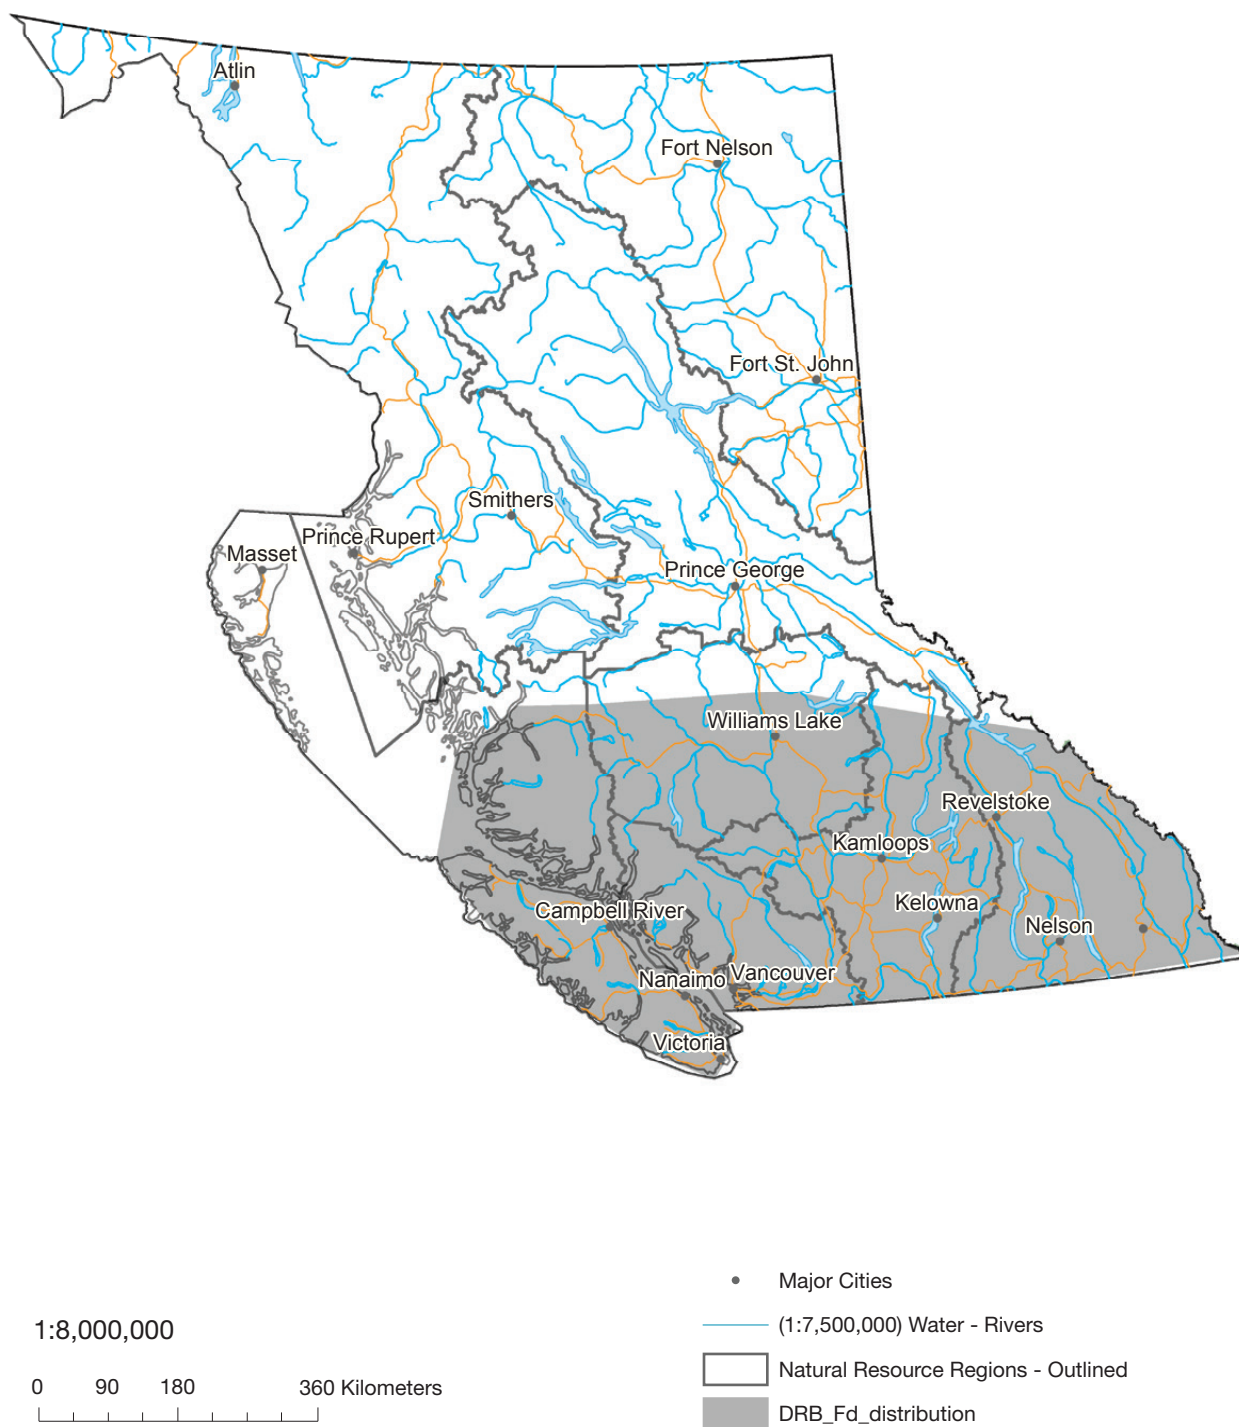 Atlin
Fort Nelson
Fort St. John
Smithers
Prince Rupert
Masset
Prince George
Williams Lake
Revelstoke
Kamloops
Kelowna
Campbell River
Nelson
Vancouver
Nanaimo
Victoria
Major Cities
1:8,000,000
(1:7,500,000) Water - Rivers
Natural Resource Regions - Outlined
0 90 180 360 Kilometers
DRB_Fd_distribution